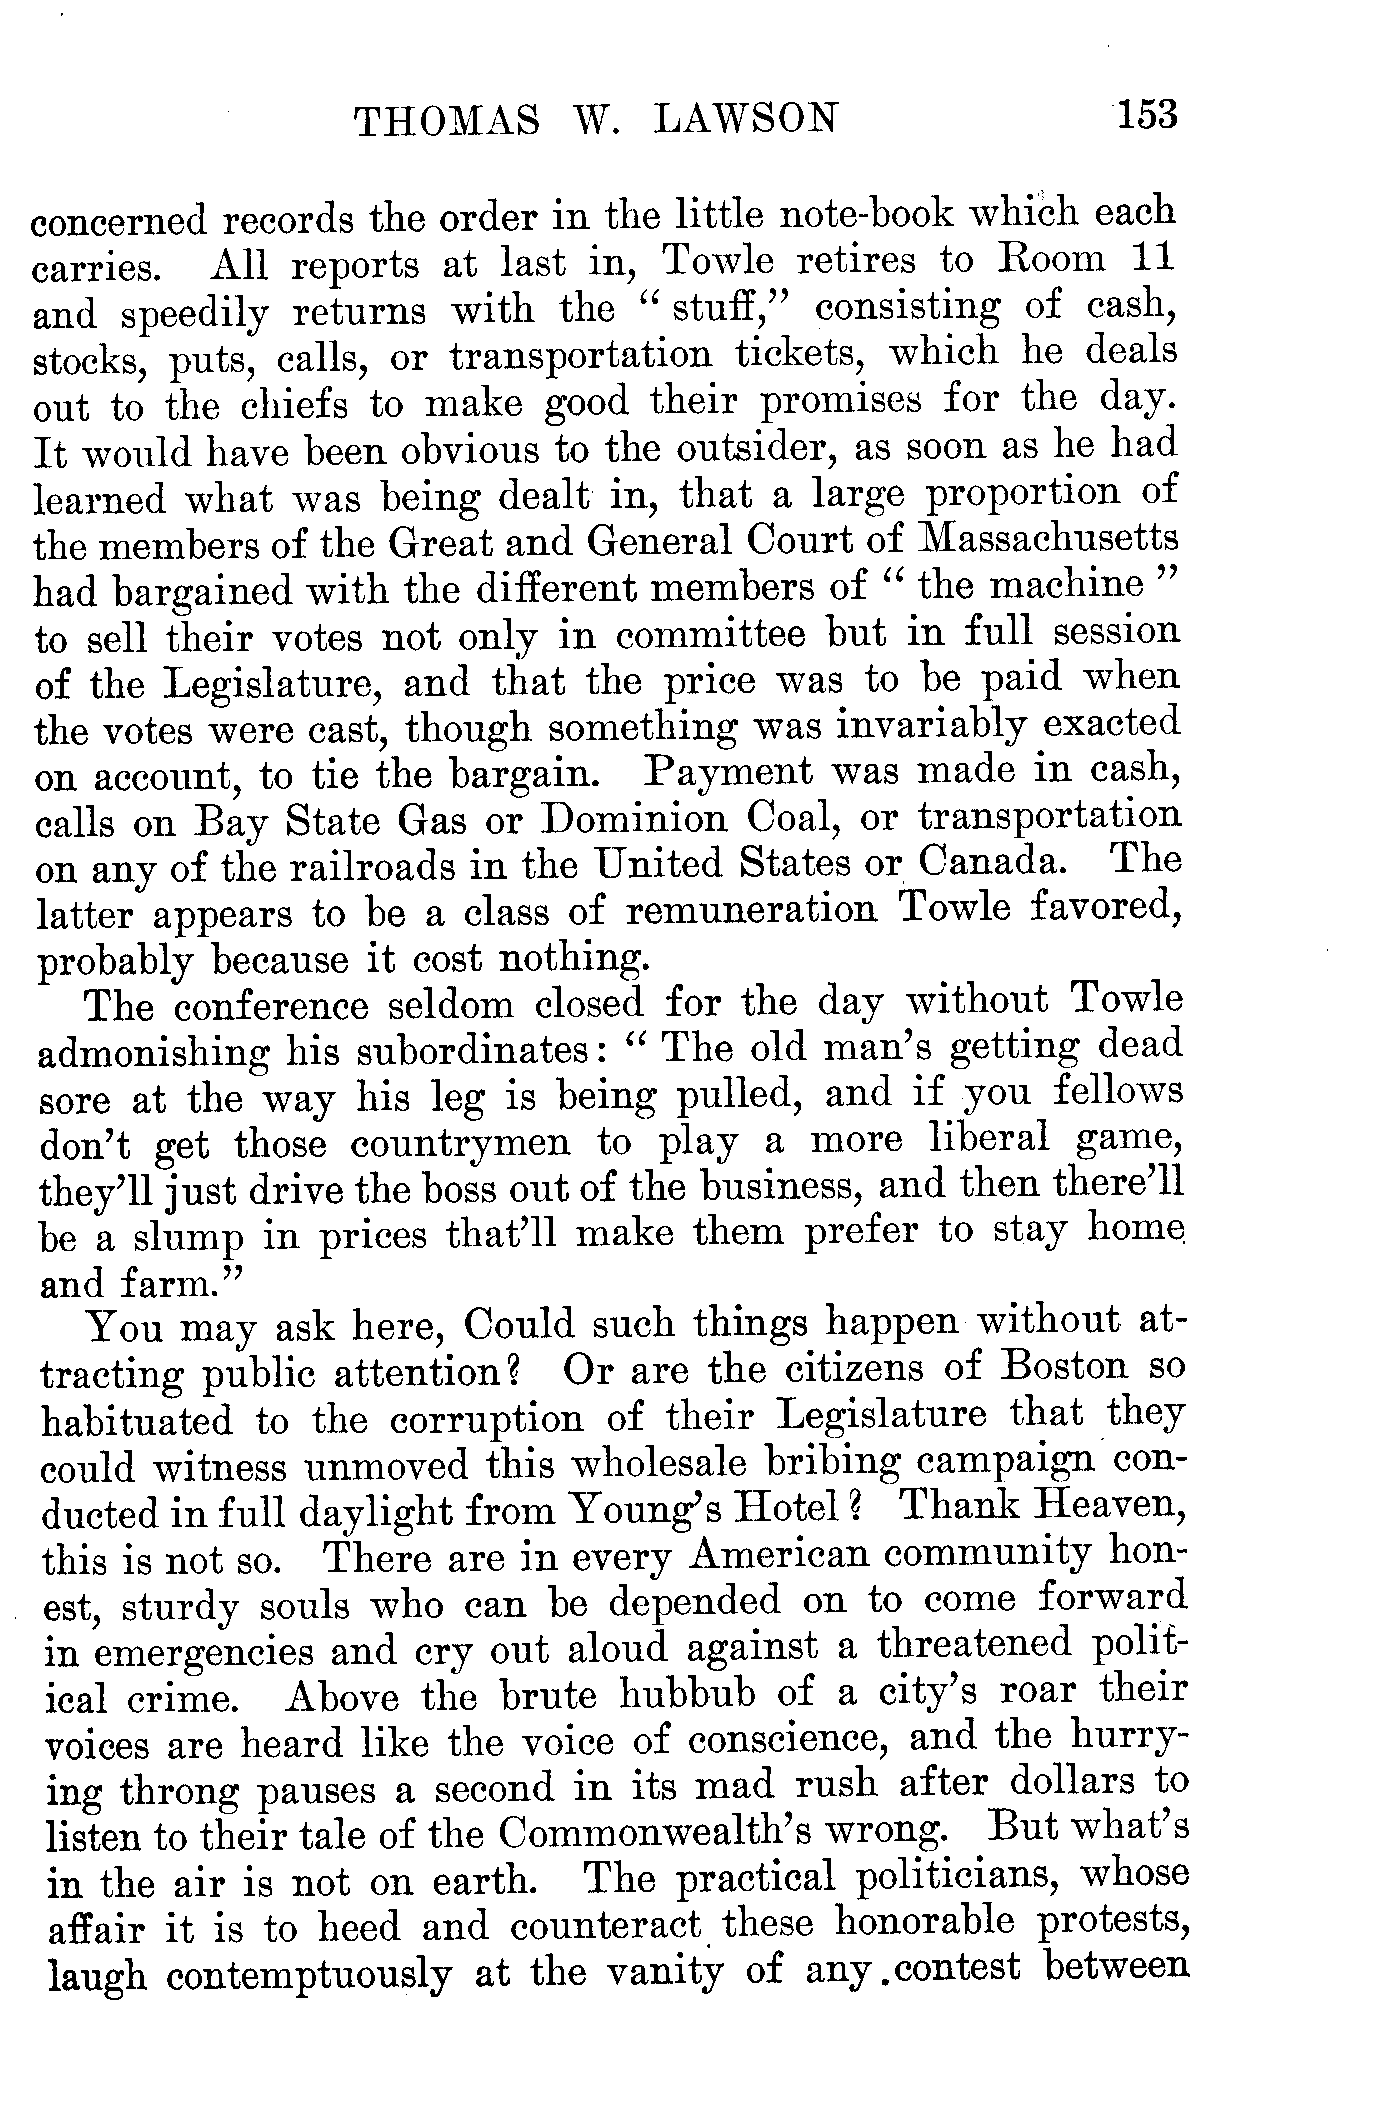 THOMAS W. LAWSON 153
concerned records the order in the little note-book which each
carries. All reports at last in, Towle retires to Room 11
and speedily returns with the " stuff," consisting of cash,
stocks, puts, calls, or transportation tickets, which he deals
out to the chiefs to make good their promises for the day.
It would have been obvious to the outsider, as soon as he had
learned what was being dealt in, that a large proportion of
the members of the Great and General Court of Massachusetts
had bargained with the different members of " the machine "
to sell their votes not only in committee but in full session
of the Legislature, and that the price was to be paid when
the votes were cast, though something was invariably exacted
on account, to tie the bargain. Payment was made in cash,
calls on Bay State Gas or Dominion Coal, or transportation
on any of the railroads in the United States or Canada. The
latter appears to be a class of remuneration Towle favored,
probably because it cost nothing.
The conference seldom closed for the day without Towle
admonishing his subordinates: " The old man's getting dead
sore at the way his leg is being pulled, and if you fellows
don't get those countrymen to play a more liberal game,
they'll just drive the boss out of the business, and then there'll
be a slump in prices that'll make them prefer to stay home
and farm."
You may ask here, Could such things happen without at-
tracting public attention? Or are the citizens of Boston so
habituated to the corruption of their Legislature that they
could witness unmoved this wholesale bribing campaign con-
ducted in full daylight from Young's Hotel? Thank Heaven,
this is not so. There are in every American community hon-
est, sturdy souls who can be depended on to come forward
in emergencies and cry out aloud against a threatened polit-
ical crime. Above the brute hubbub of a city's roar their
voices are heard like the voice of conscience, and the hurry-
ing throng pauses a second in its mad rush after dollars to
listen to their tale of the Commonwealth's wrong. But what's
in the air is not on earth. The practical politicians, whose
affair it is to heed and counteract these honorable protests,
laugh contemptuously at the vanity of any contest between